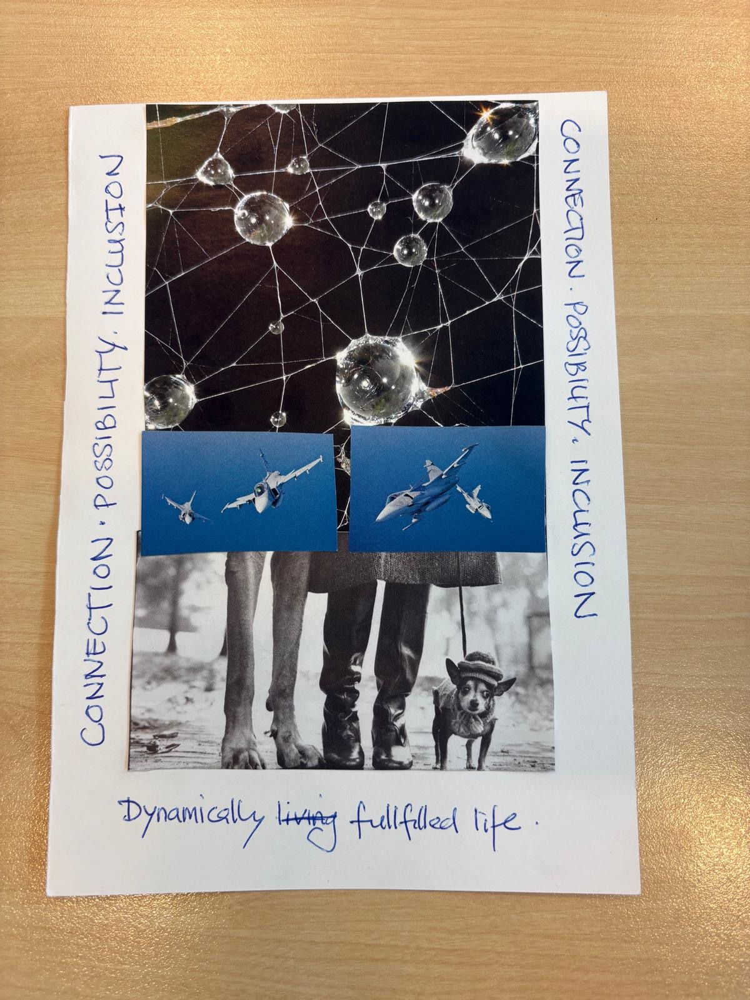 CONNECTION · POSSIBILITY. INCLUSION
CONNECTION . POSSIBILITY. INCLUSION
Dynamically living fullfilled life.